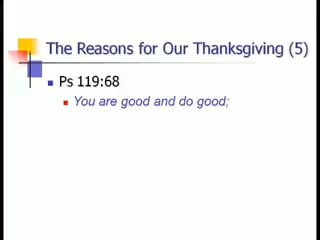 The Reasons for Our Thanksgiving (5)
Ps 119:68
You are good and do good;